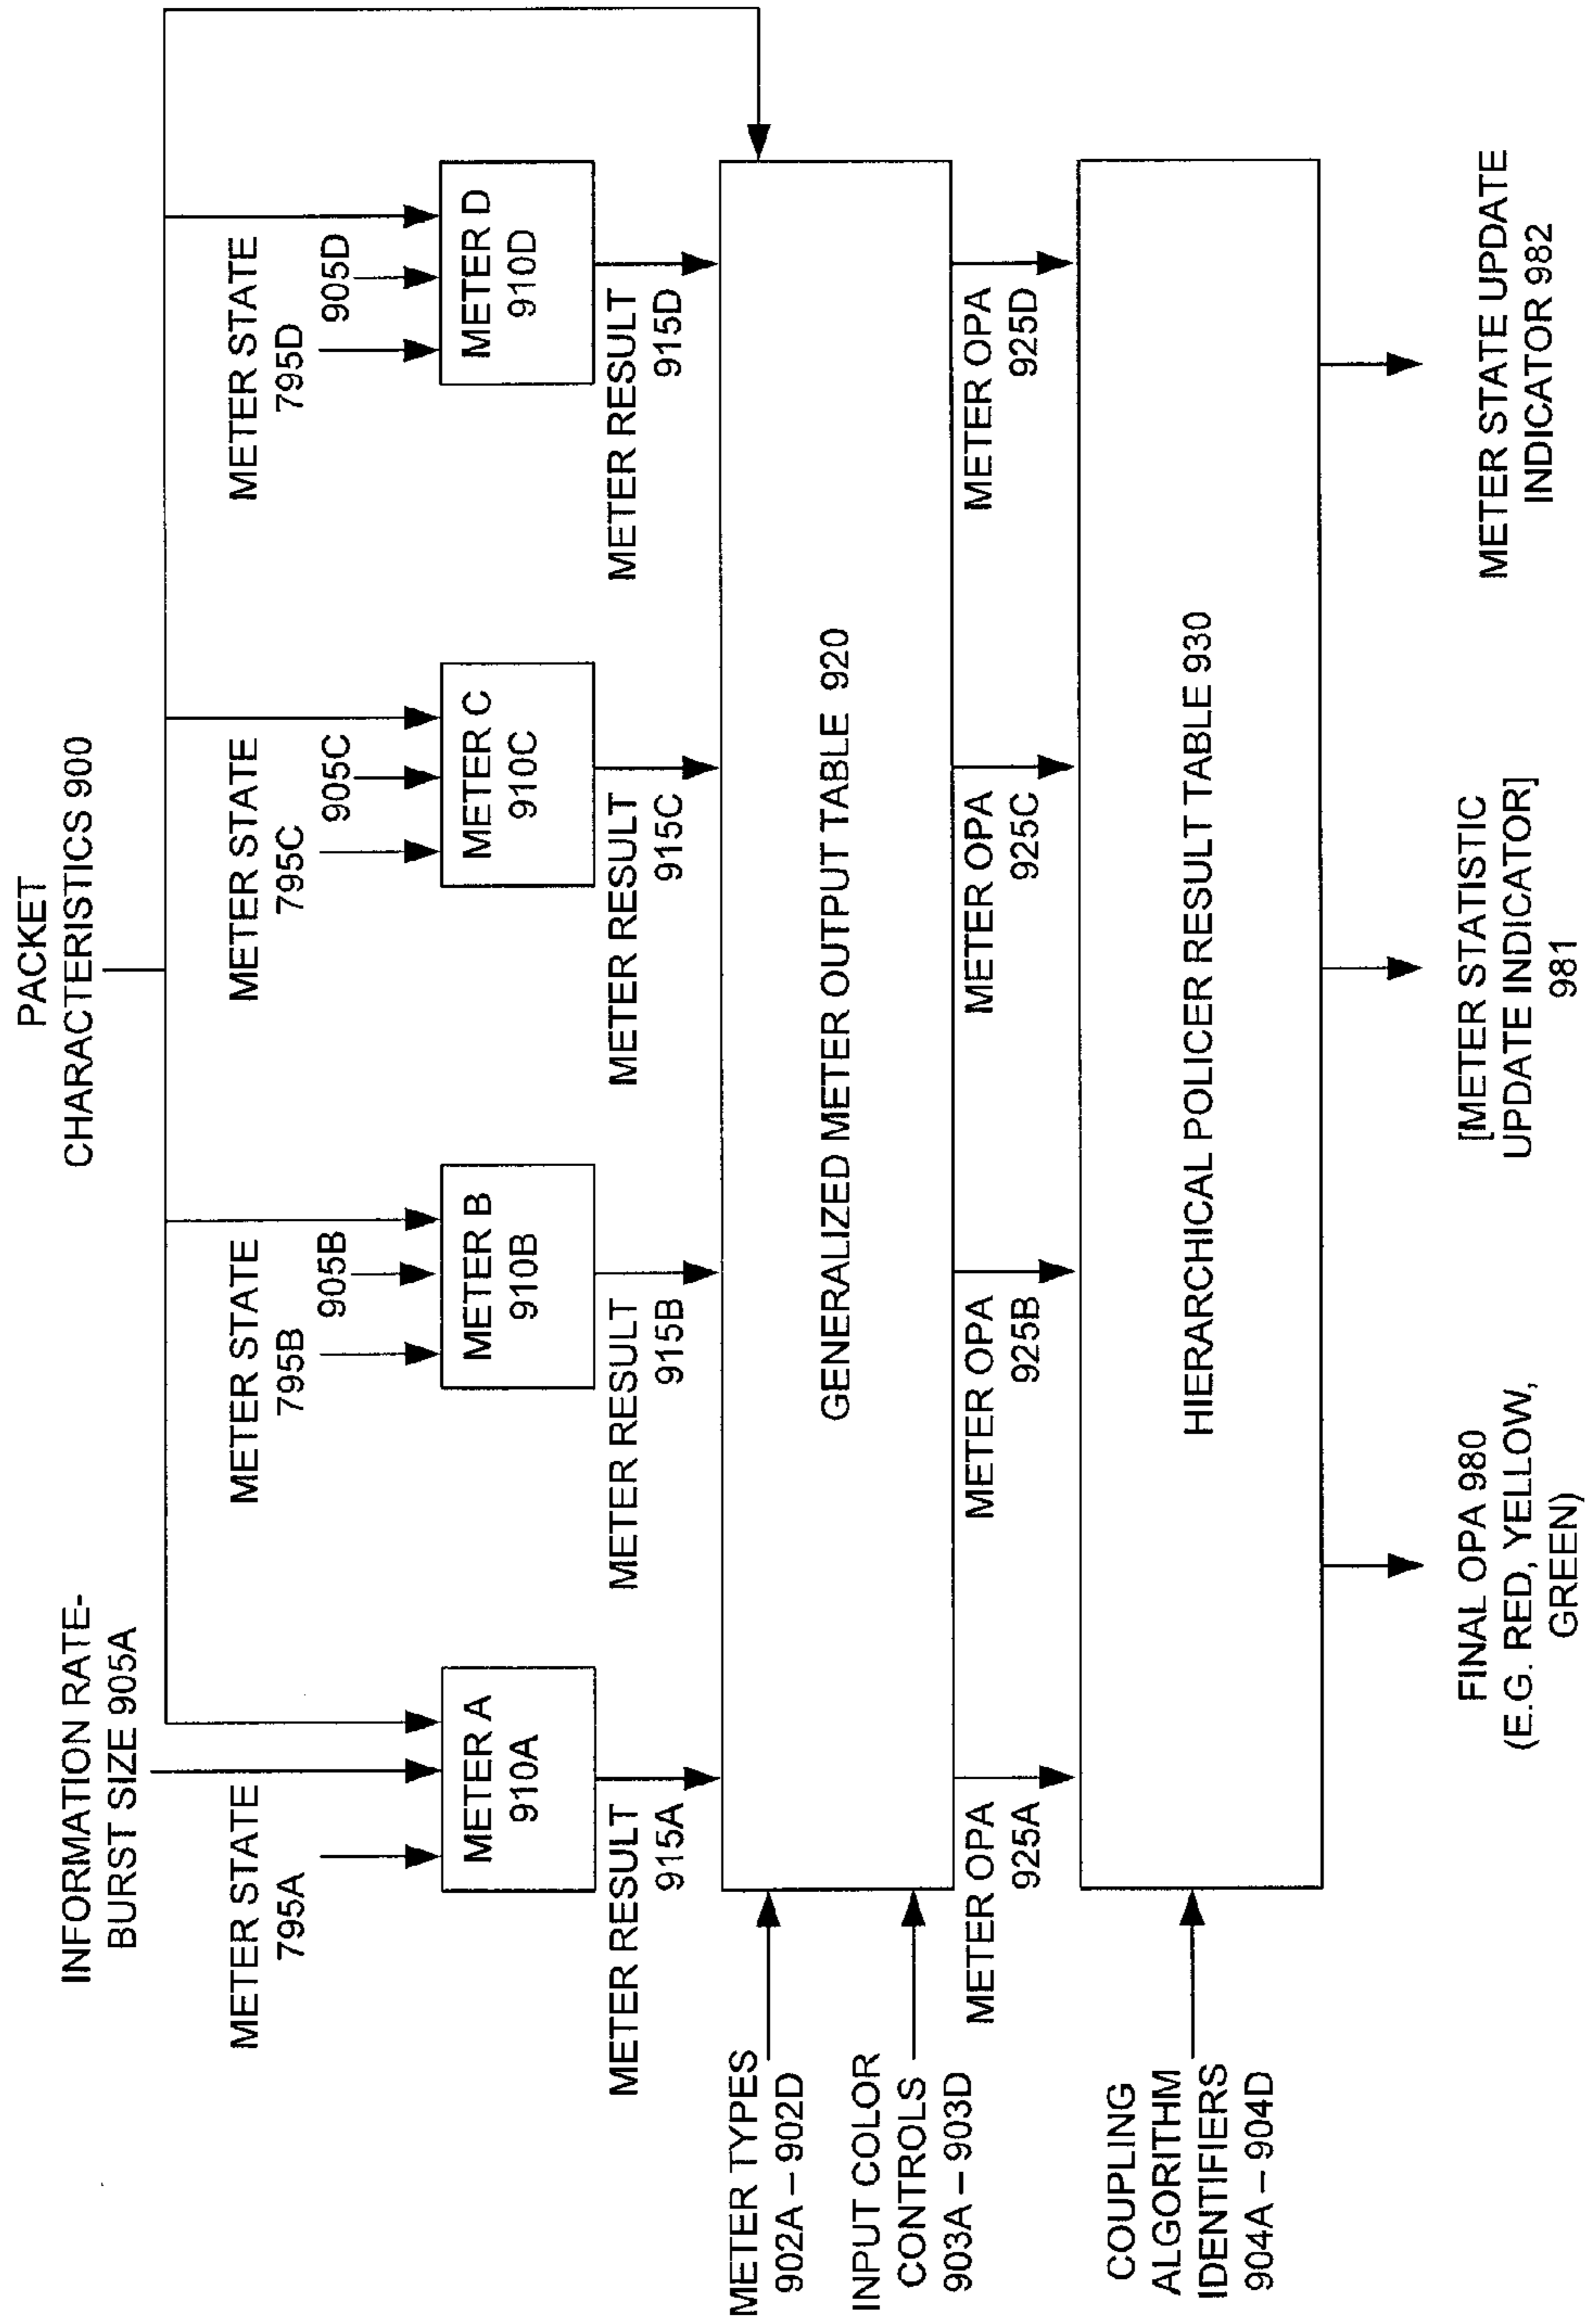 PACKET
CHARACTERISTICS 900
INFORMATION RATE-
BURST SIZE 905A
METER STATE
795A
METER STATE
795B
905B
METER STATE
795C
905C
METER STATE
795D
905D
METER A
910A
METER B
910B
METER C
910C
METER D
910D
METER RESULT
915A
METER RESULT
915B
METER RESULT
915C
METER RESULT
915D
METER TYPES
902A – 902D
INPUT COLOR
CONTROLS
903A – 903D
GENERALIZED METER OUTPUT TABLE 920
METER OPA
925A
METER OPA
925B
METER OPA
925C
METER OPA
925D
COUPLING
ALGORITHM
IDENTIFIERS
904A – 904D
HIERARCHICAL POLICER RESULT TABLE 930
FINAL OPA 980
(E.G. RED, YELLOW,
GREEN)
[METER STATISTIC
UPDATE INDICATOR]
981
METER STATE UPDATE
INDICATOR 982